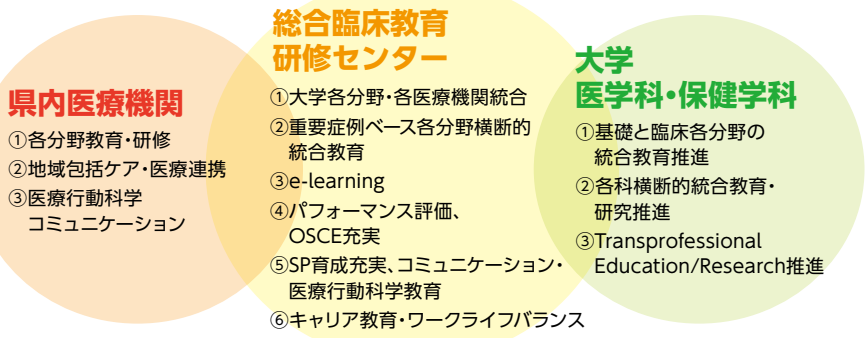 県内医療機関
①各分野教育・研修
②地域包括ケア・医療連携
③医療行動科学
コミュニケーション
総合臨床教育
研修センター
①大学各分野・各医療機関統合
②重要症例ベース各分野横断的
統合教育
③e-learning
④パフォーマンス評価、
OSCE充実
⑤SP育成充実、コミュニケーション・
医療行動科学教育
⑥キャリア教育・ワークライフバランス
大学
医学科・保健学科
①基礎と臨床各分野の
統合教育推進
②各科横断的統合教育・
研究推進
③Transprofessional
Education/Research推進